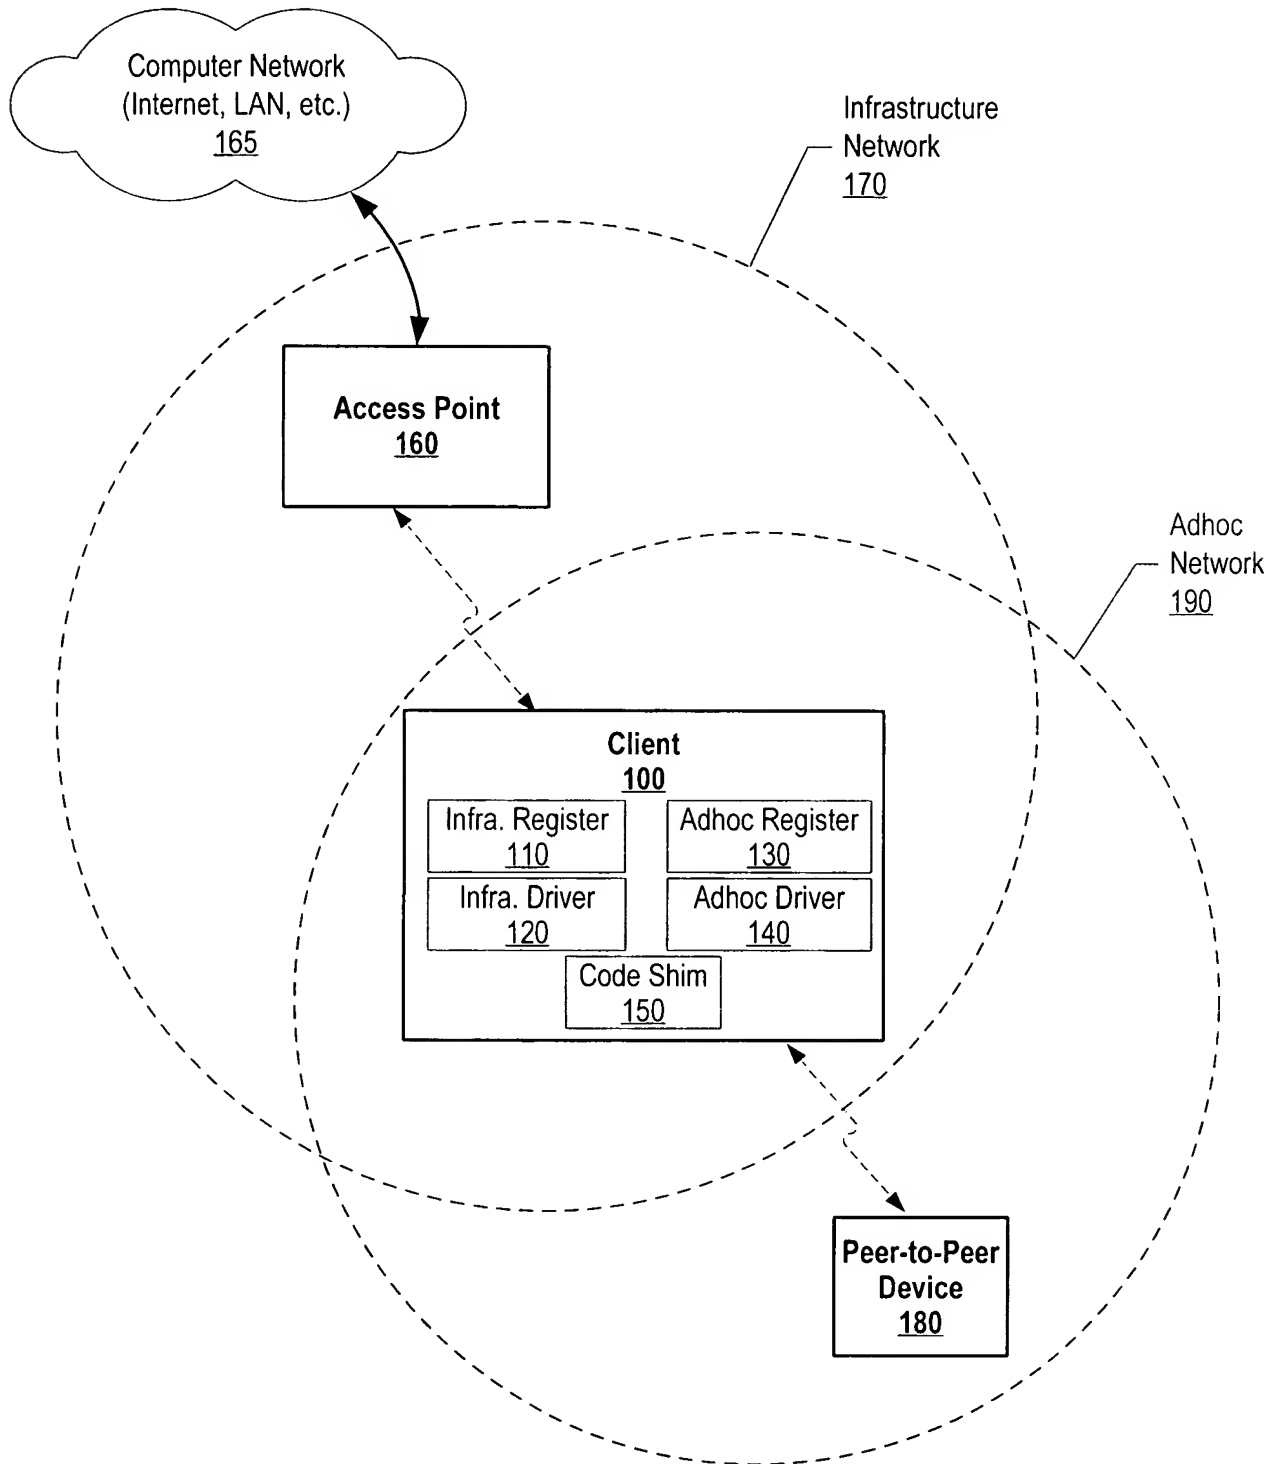 Computer Network
(Internet, LAN, etc.)
165
Infrastructure
Network
170
Access Point
160
Adhoc
Network
190
Client
100
Infra. Register
110
Adhoc Register
130
Infra. Driver
120
Adhoc Driver
140
Code Shim
150
Peer-to-Peer
Device
180